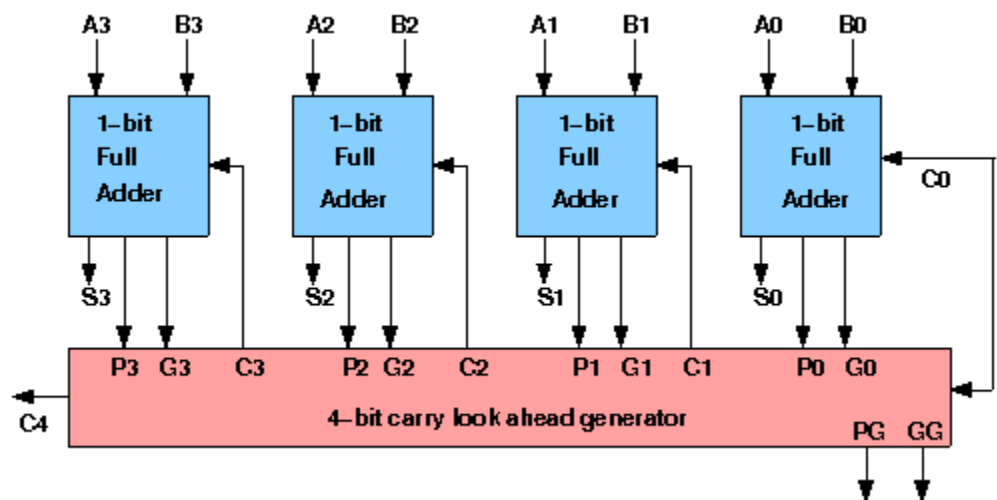 A3 B3 A2 B2 A1 B1 A0 B0
1-bit 1-bit 1-bit 1-bit
Full Full Full Full
Adder Adder Adder Adder
C0
S3 S2 S1 S0
P3 G3 C3 P2 G2 C2 P1 G1 C1 P0 G0
4-bit carry look ahead generator
C4
PG GG